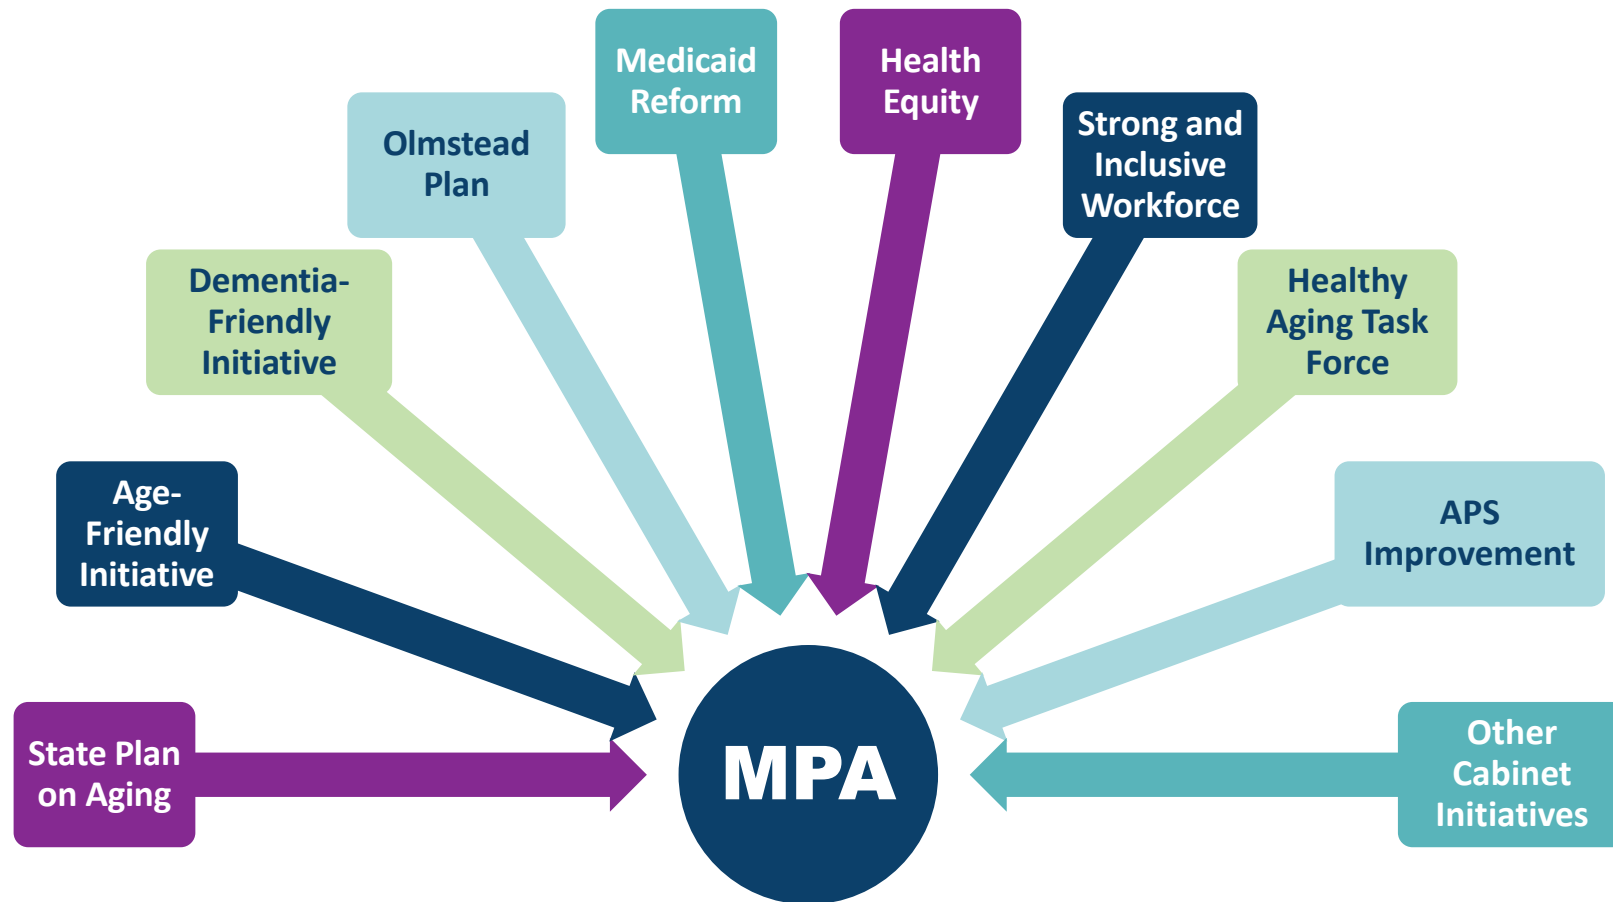 Medicaid
Reform
Health
Equity
Olmstead
Plan
Strong and
Inclusive
Workforce
Dementia-
Friendly
Initiative
Healthy
Aging Task
Force
Age-
Friendly
Initiative
APS
Improvement
State Plan
on Aging
MPA
Other
Cabinet
Initiatives